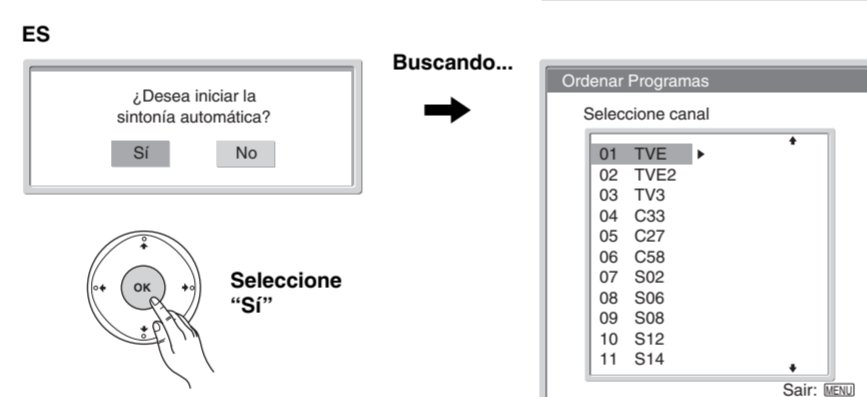 ES
¿Desea iniciar la
sintonía automática?
Sí No
OK
Seleccione
“Sí”
Buscando...
Ordenar Programas
Seleccione canal
01 TVE
02 TVE2
03 TV3
04 C33
05 C27
06 C58
07 S02
08 S06
09 S08
10 S12
11 S14
Sair: MENU